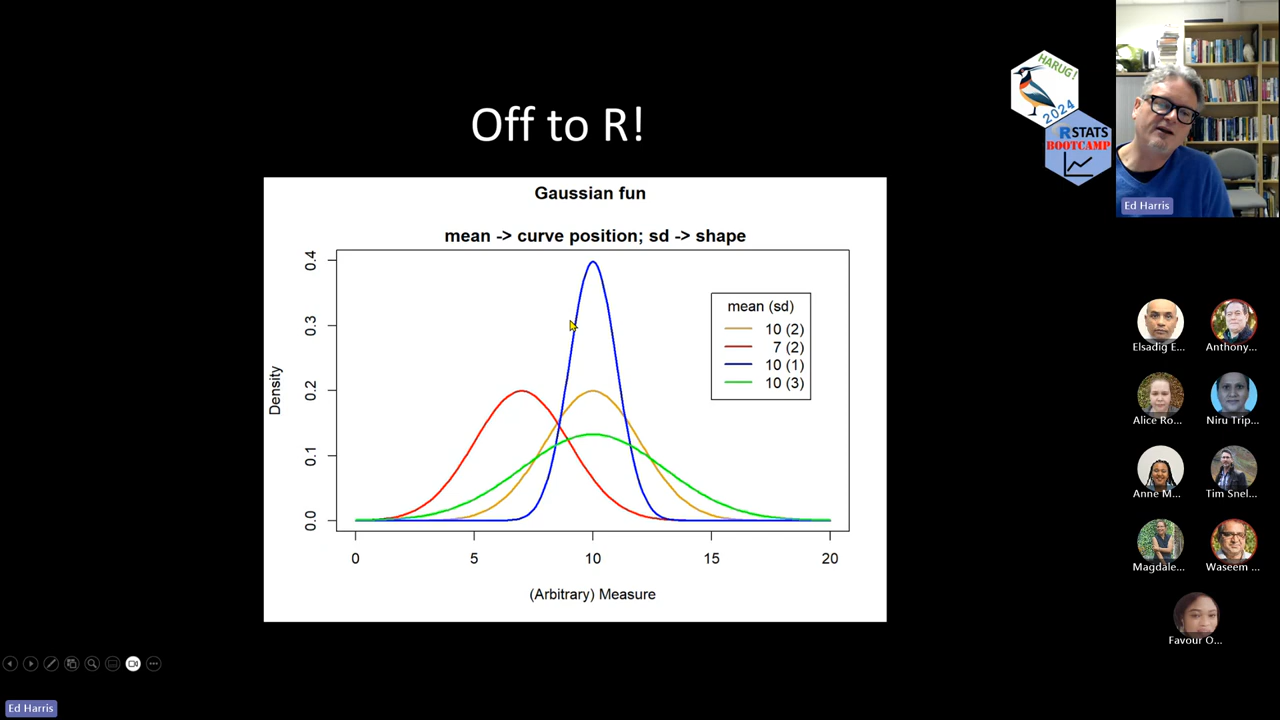 Off to R!
HARUG!
2024
RSTATS
BOOTCAMP
Ed Harris
Gaussian fun
mean -> curve position; sd -> shape
Density
0.4
0.3
0.2
0.1
0.0
mean (sd)
10 (2)
7 (2)
10 (1)
10 (3)
0 5 10 15 20
(Arbitrary) Measure
Elsadig E...
Anthony...
Alice Ro...
Niru Trip...
Anne M...
Tim Snel...
Magdale...
Waseem ...
Favour O...
Ed Harris